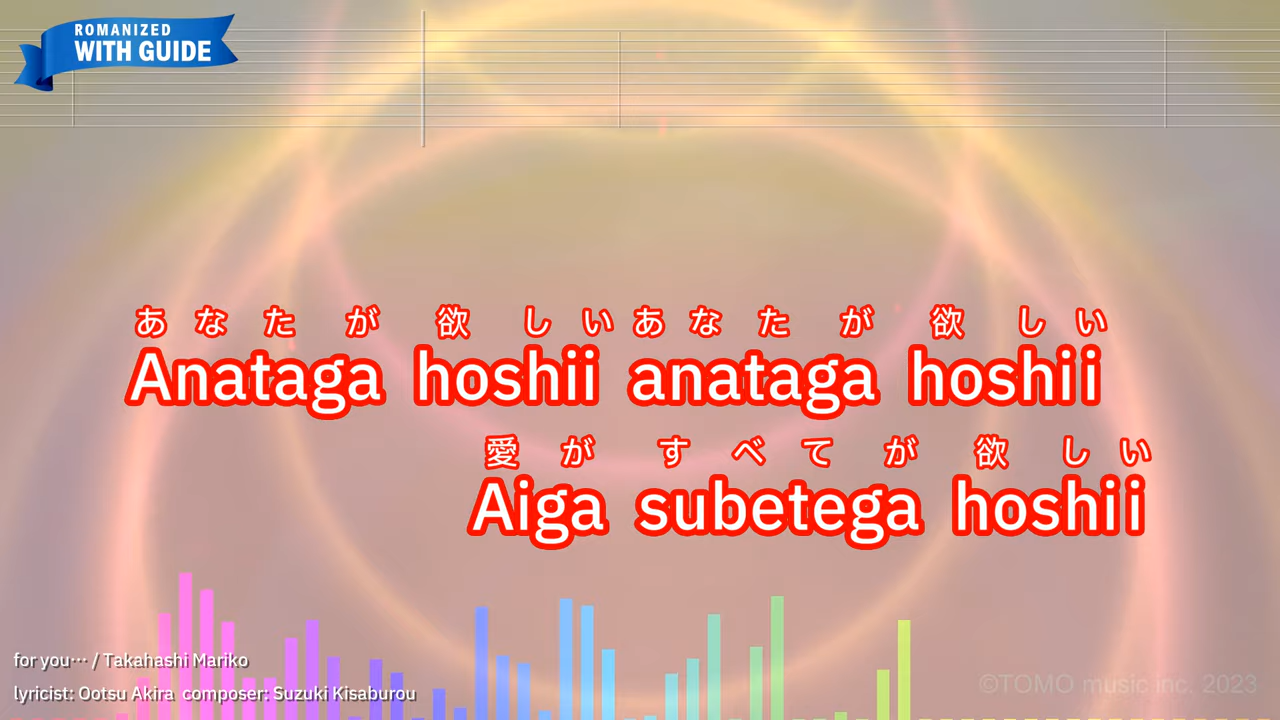 ROMANIZED
WITH GUIDE
あなたが欲しいあなたが欲しい
Anataga hoshii anataga hoshii
愛がすべてが欲しい
Aiga subetega hoshii
for you… / Takahashi Mariko
lyricist: Ootsu Akira composer: Suzuki Kisaburou
©TOMO music inc. 2023